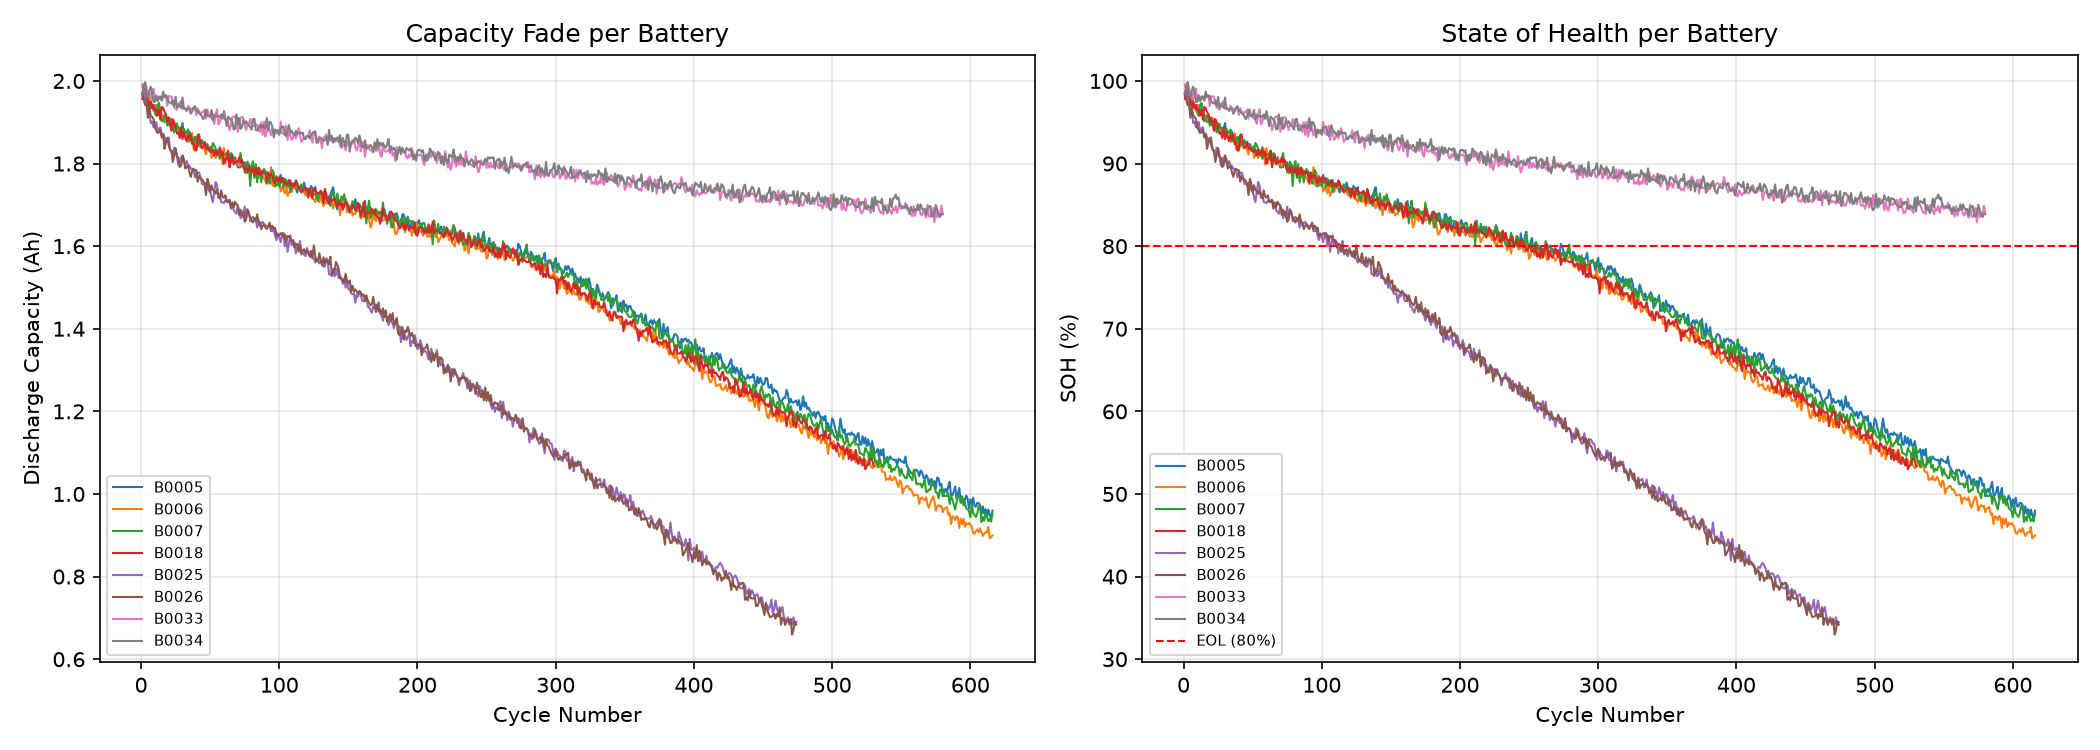 Capacity Fade per Battery
Discharge Capacity (Ah)
2.0
1.8
1.6
1.4
1.2
1.0
0.8
0.6
B0005
B0006
B0007
B0018
B0025
B0026
B0033
B0034
0 100 200 300 400 500 600
Cycle Number
State of Health per Battery
SOH (%)
100
90
80
70
60
50
40
30
B0005
B0006
B0007
B0018
B0025
B0026
B0033
B0034
EOL (80%)
0 100 200 300 400 500 600
Cycle Number